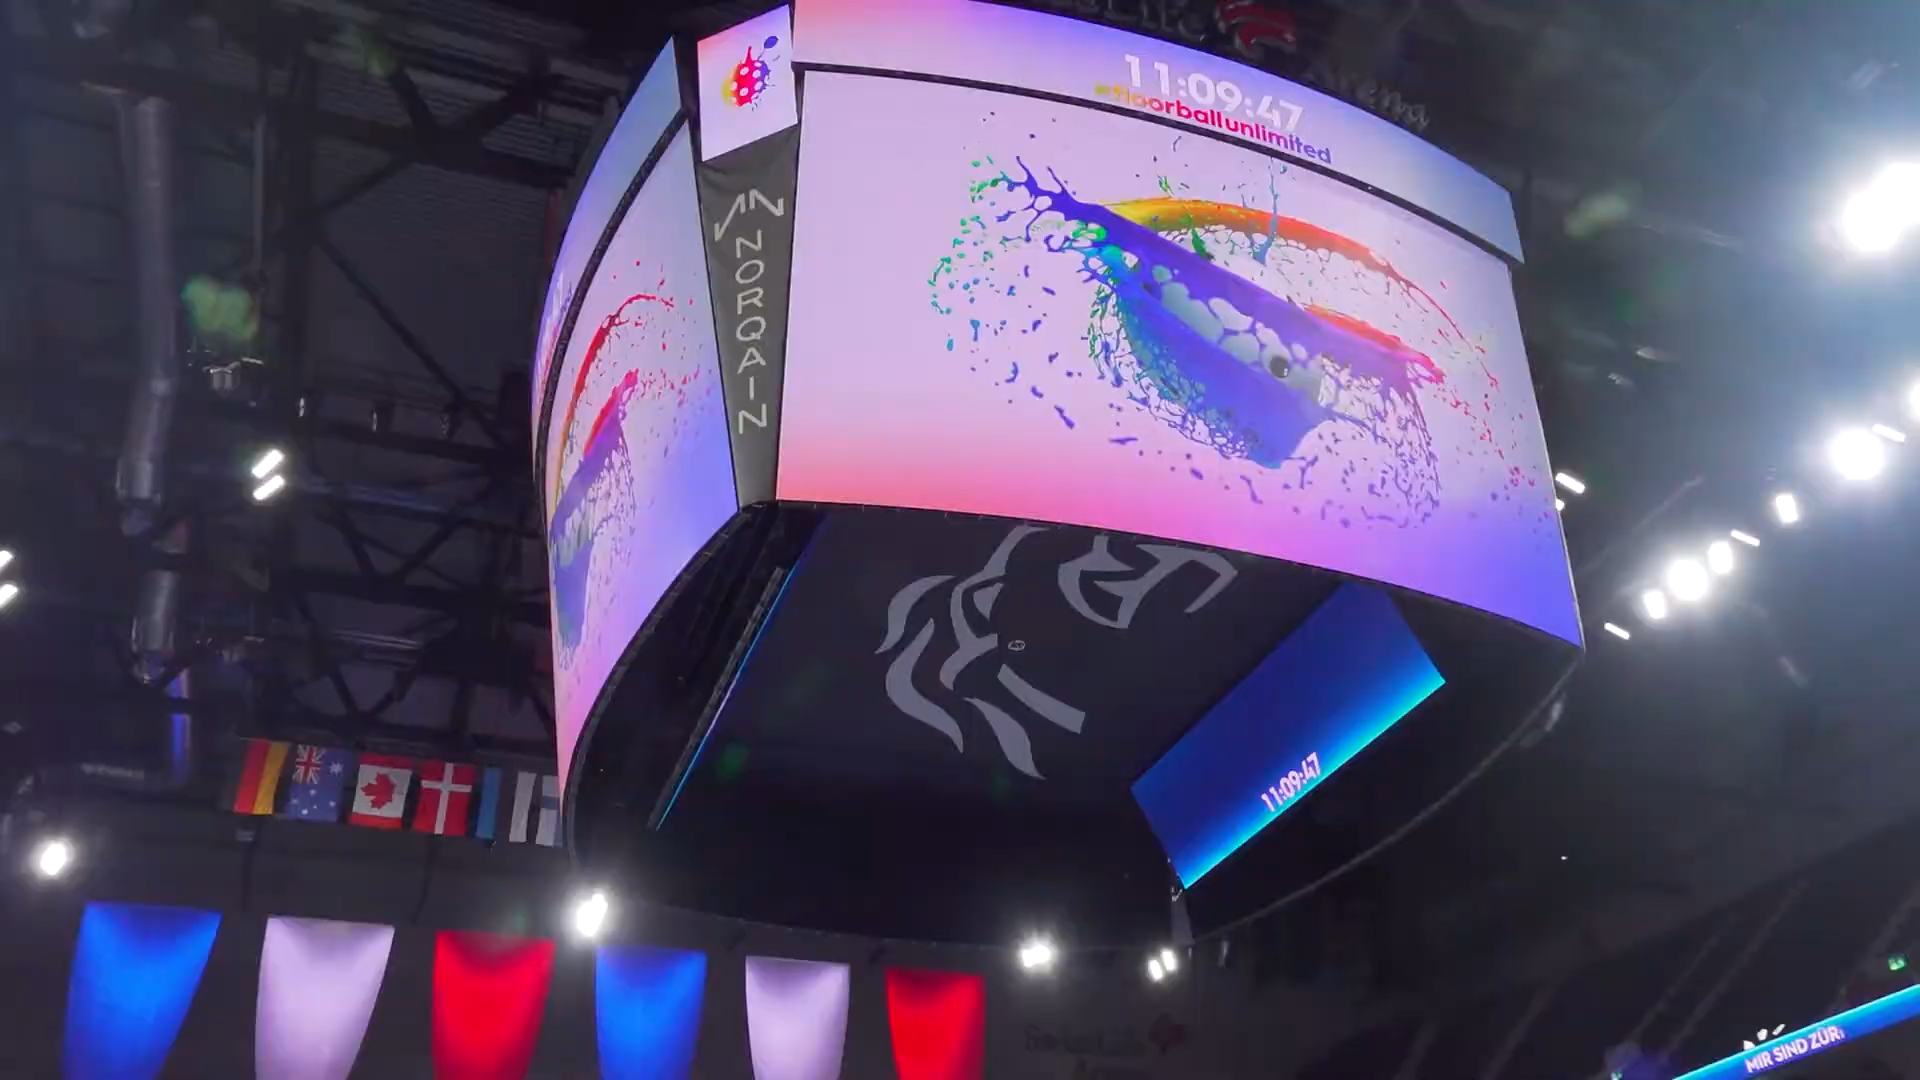 11:09:47
#floorballunlimited
NORQAIN
11:09:47
MIR SIND ZÜRI